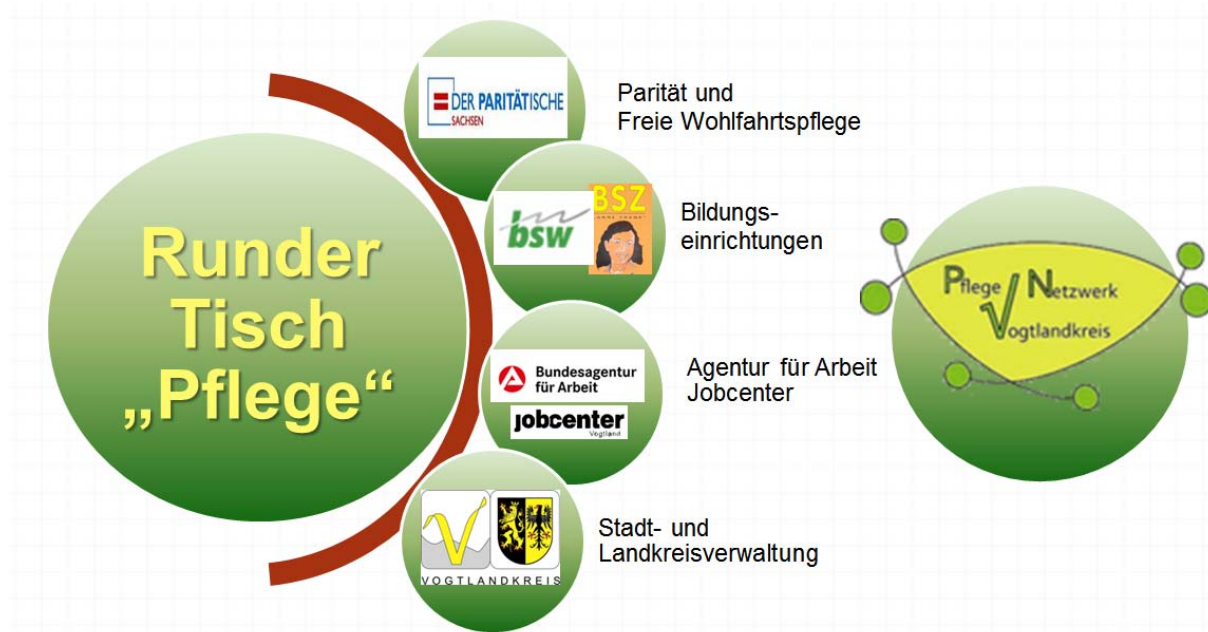 Runder
Tisch
„Pflege“
DER PARITÄTISCHE
SACHSEN
Parität und
Freie Wohlfahrtspflege
bsw
BSZ
Bildungs-
einrichtungen
Bundesagentur
für Arbeit
jobcenter
Vogtland
Agentur für Arbeit
Jobcenter
VOGTLANDKREIS
Stadt- und
Landkreisverwaltung
Pflege Netzwerk
Vogtlandkreis